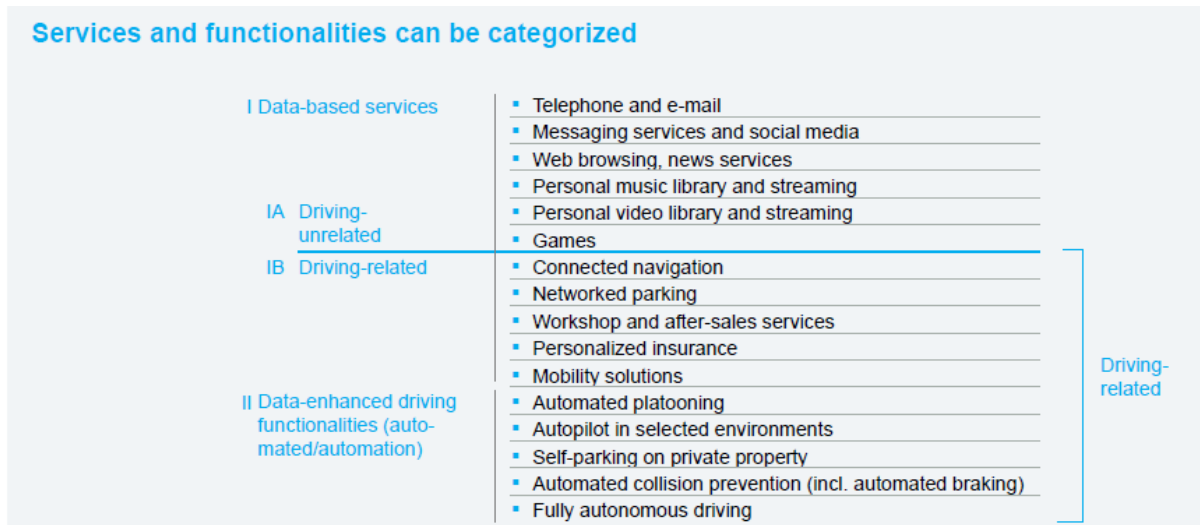 Services and functionalities can be categorized
I Data-based services
▪ Telephone and e-mail
▪ Messaging services and social media
▪ Web browsing, news services
▪ Personal music library and streaming
IA Driving-
unrelated
▪ Personal video library and streaming
▪ Games
IB Driving-related
▪ Connected navigation
▪ Networked parking
▪ Workshop and after-sales services
▪ Personalized insurance
▪ Mobility solutions
II Data-enhanced driving
functionalities (auto-
mated/automation)
▪ Automated platooning
▪ Autopilot in selected environments
▪ Self-parking on private property
▪ Automated collision prevention (incl. automated braking)
▪ Fully autonomous driving
Driving-
related